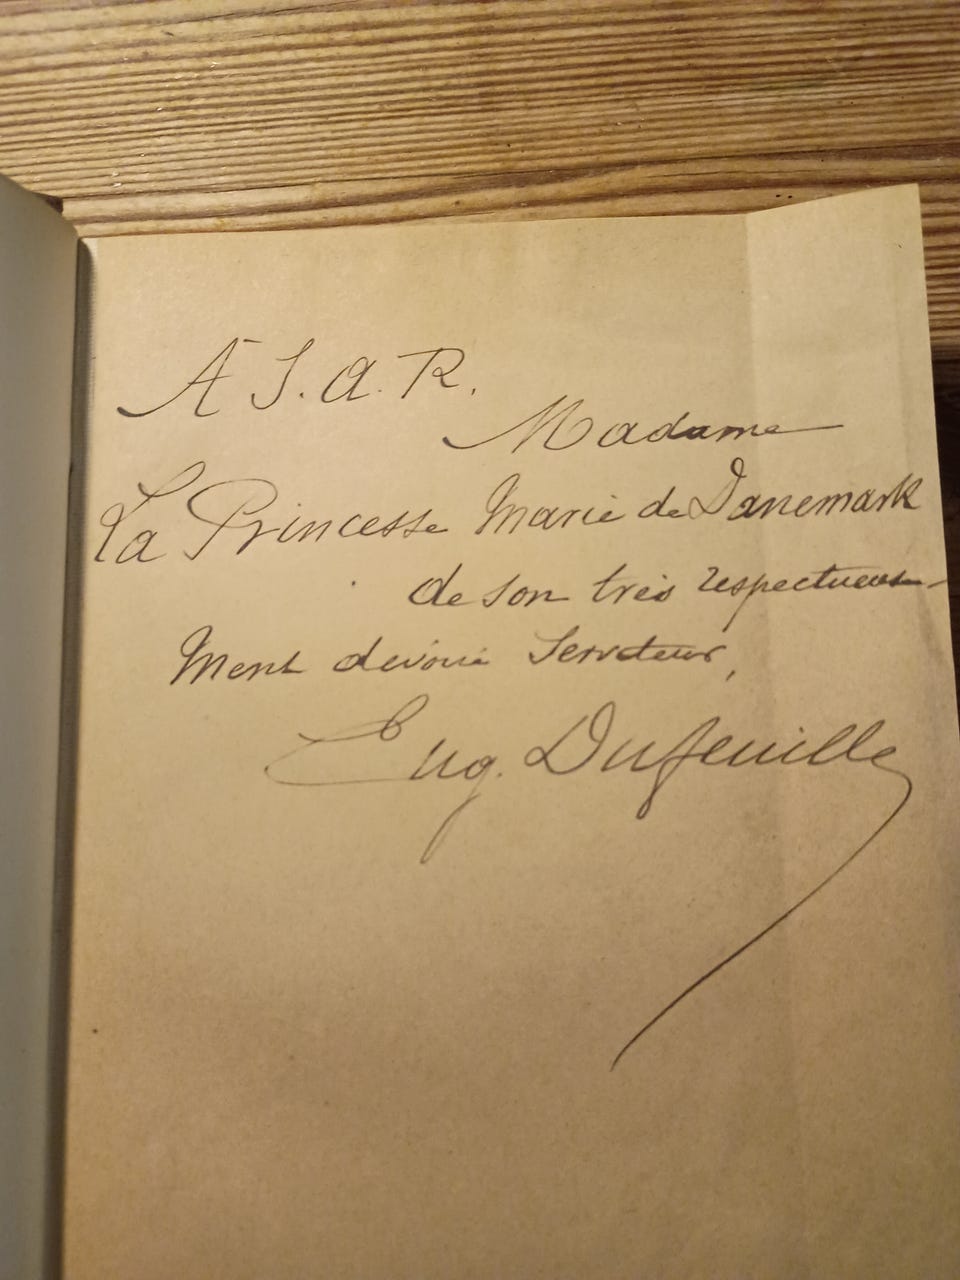 A S. A. R.
Madame
La Princesse Marie de Danemark
de son très respectueuse-
ment dévoué serviteur,
Eug. Dufeuille